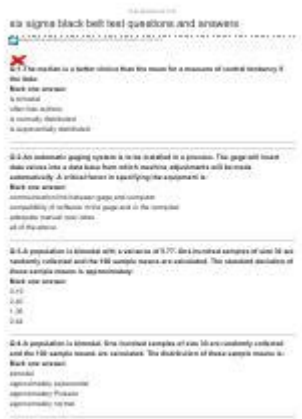 six sigma black belt test questions and answers
Q.1.The median is a better choice than the mean for a measure of central tendency if
the data:
Mark one answer:
is bimodal
often has outliers
is normally distributed
is exponentially distributed
Q.2.An automatic gaging system is to be installed in a process. The gage will insert
data values into a data base from which machine adjustments will be made
automatically. A critical factor in specifying the equipment is:
Mark one answer:
communication link between gage and computer
compatibility of software in the gage and in the computer
adequate manual over rides
all of the above
Q.3.A population is bimodal with a variance of 5.77. One hundred samples of size 30 are
randomly collected and the 100 sample means are calculated. The standard deviation of
these sample means is approximately:
Mark one answer:
Q.4.A population is bimodal. One hundred samples of size 30 are randomly collected
and the 100 sample means are calculated. The distribution of these sample means is:
Mark one answer:
bimodal
approximately exponential
approximately Poisson
approximately normal